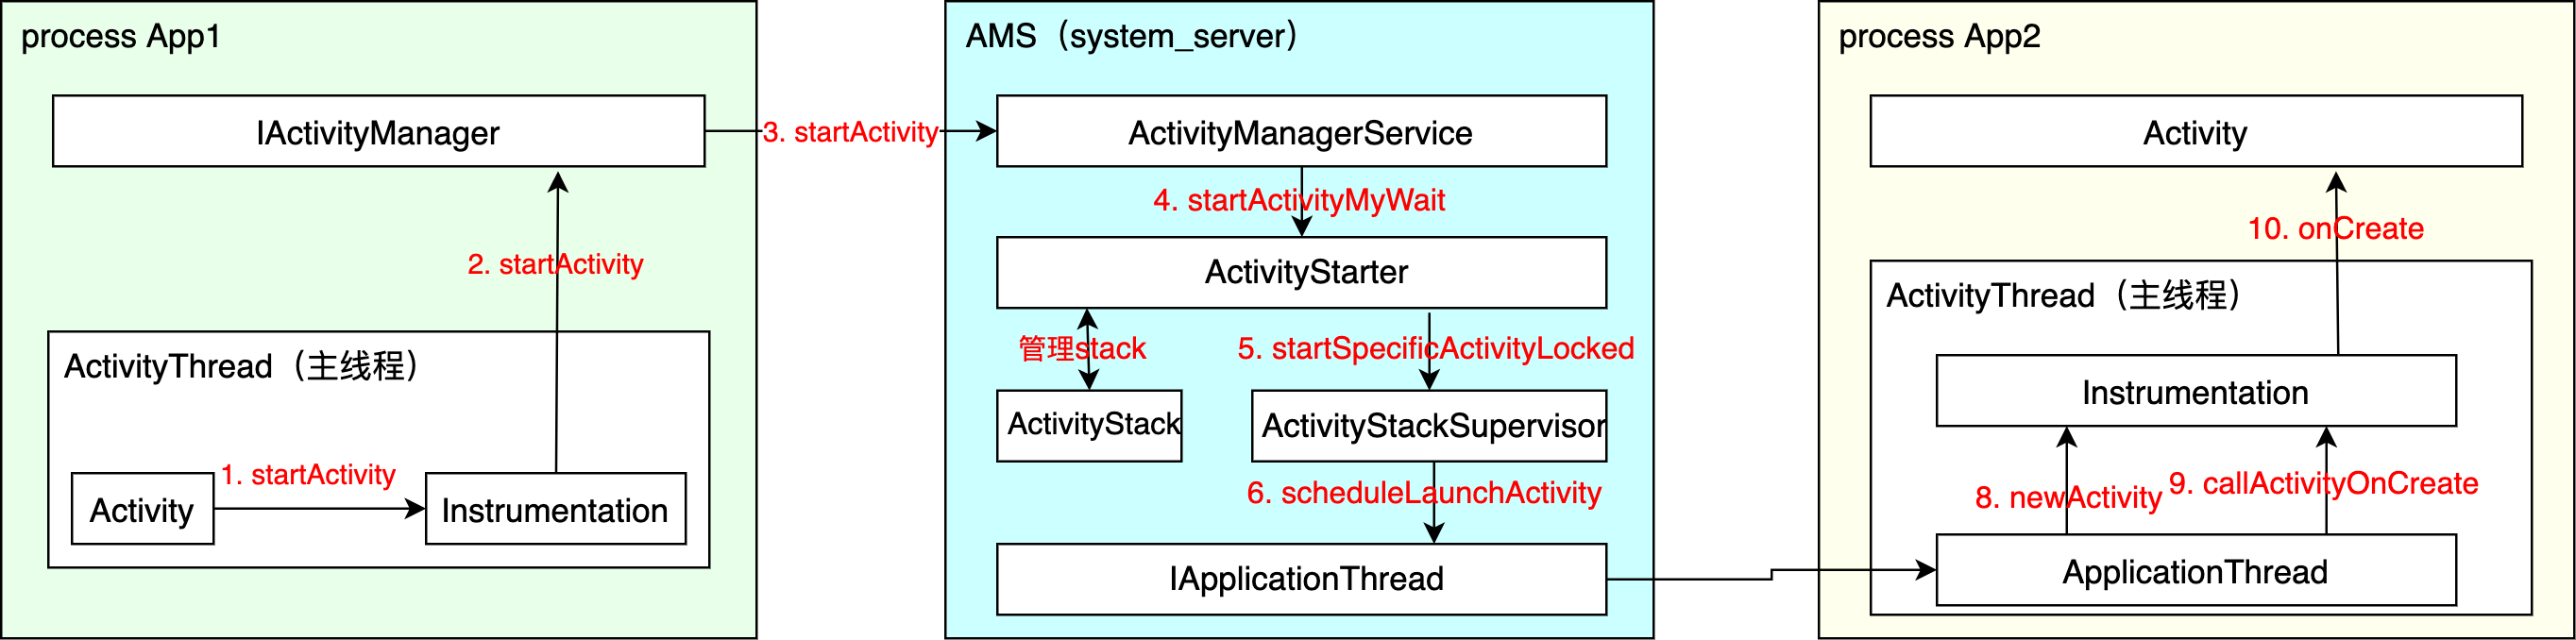 process App1
IActivityManager
2. startActivity
ActivityThread（主线程）
1. startActivity
Activity
Instrumentation
3. startActivity
AMS（system_server）
ActivityManagerService
4. startActivityMyWait
ActivityStarter
管理stack
5. startSpecificActivityLocked
ActivityStack
ActivityStackSupervisor
6. scheduleLaunchActivity
IApplicationThread
process App2
Activity
10. onCreate
ActivityThread（主线程）
Instrumentation
8. newActivity
9. callActivityOnCreate
ApplicationThread